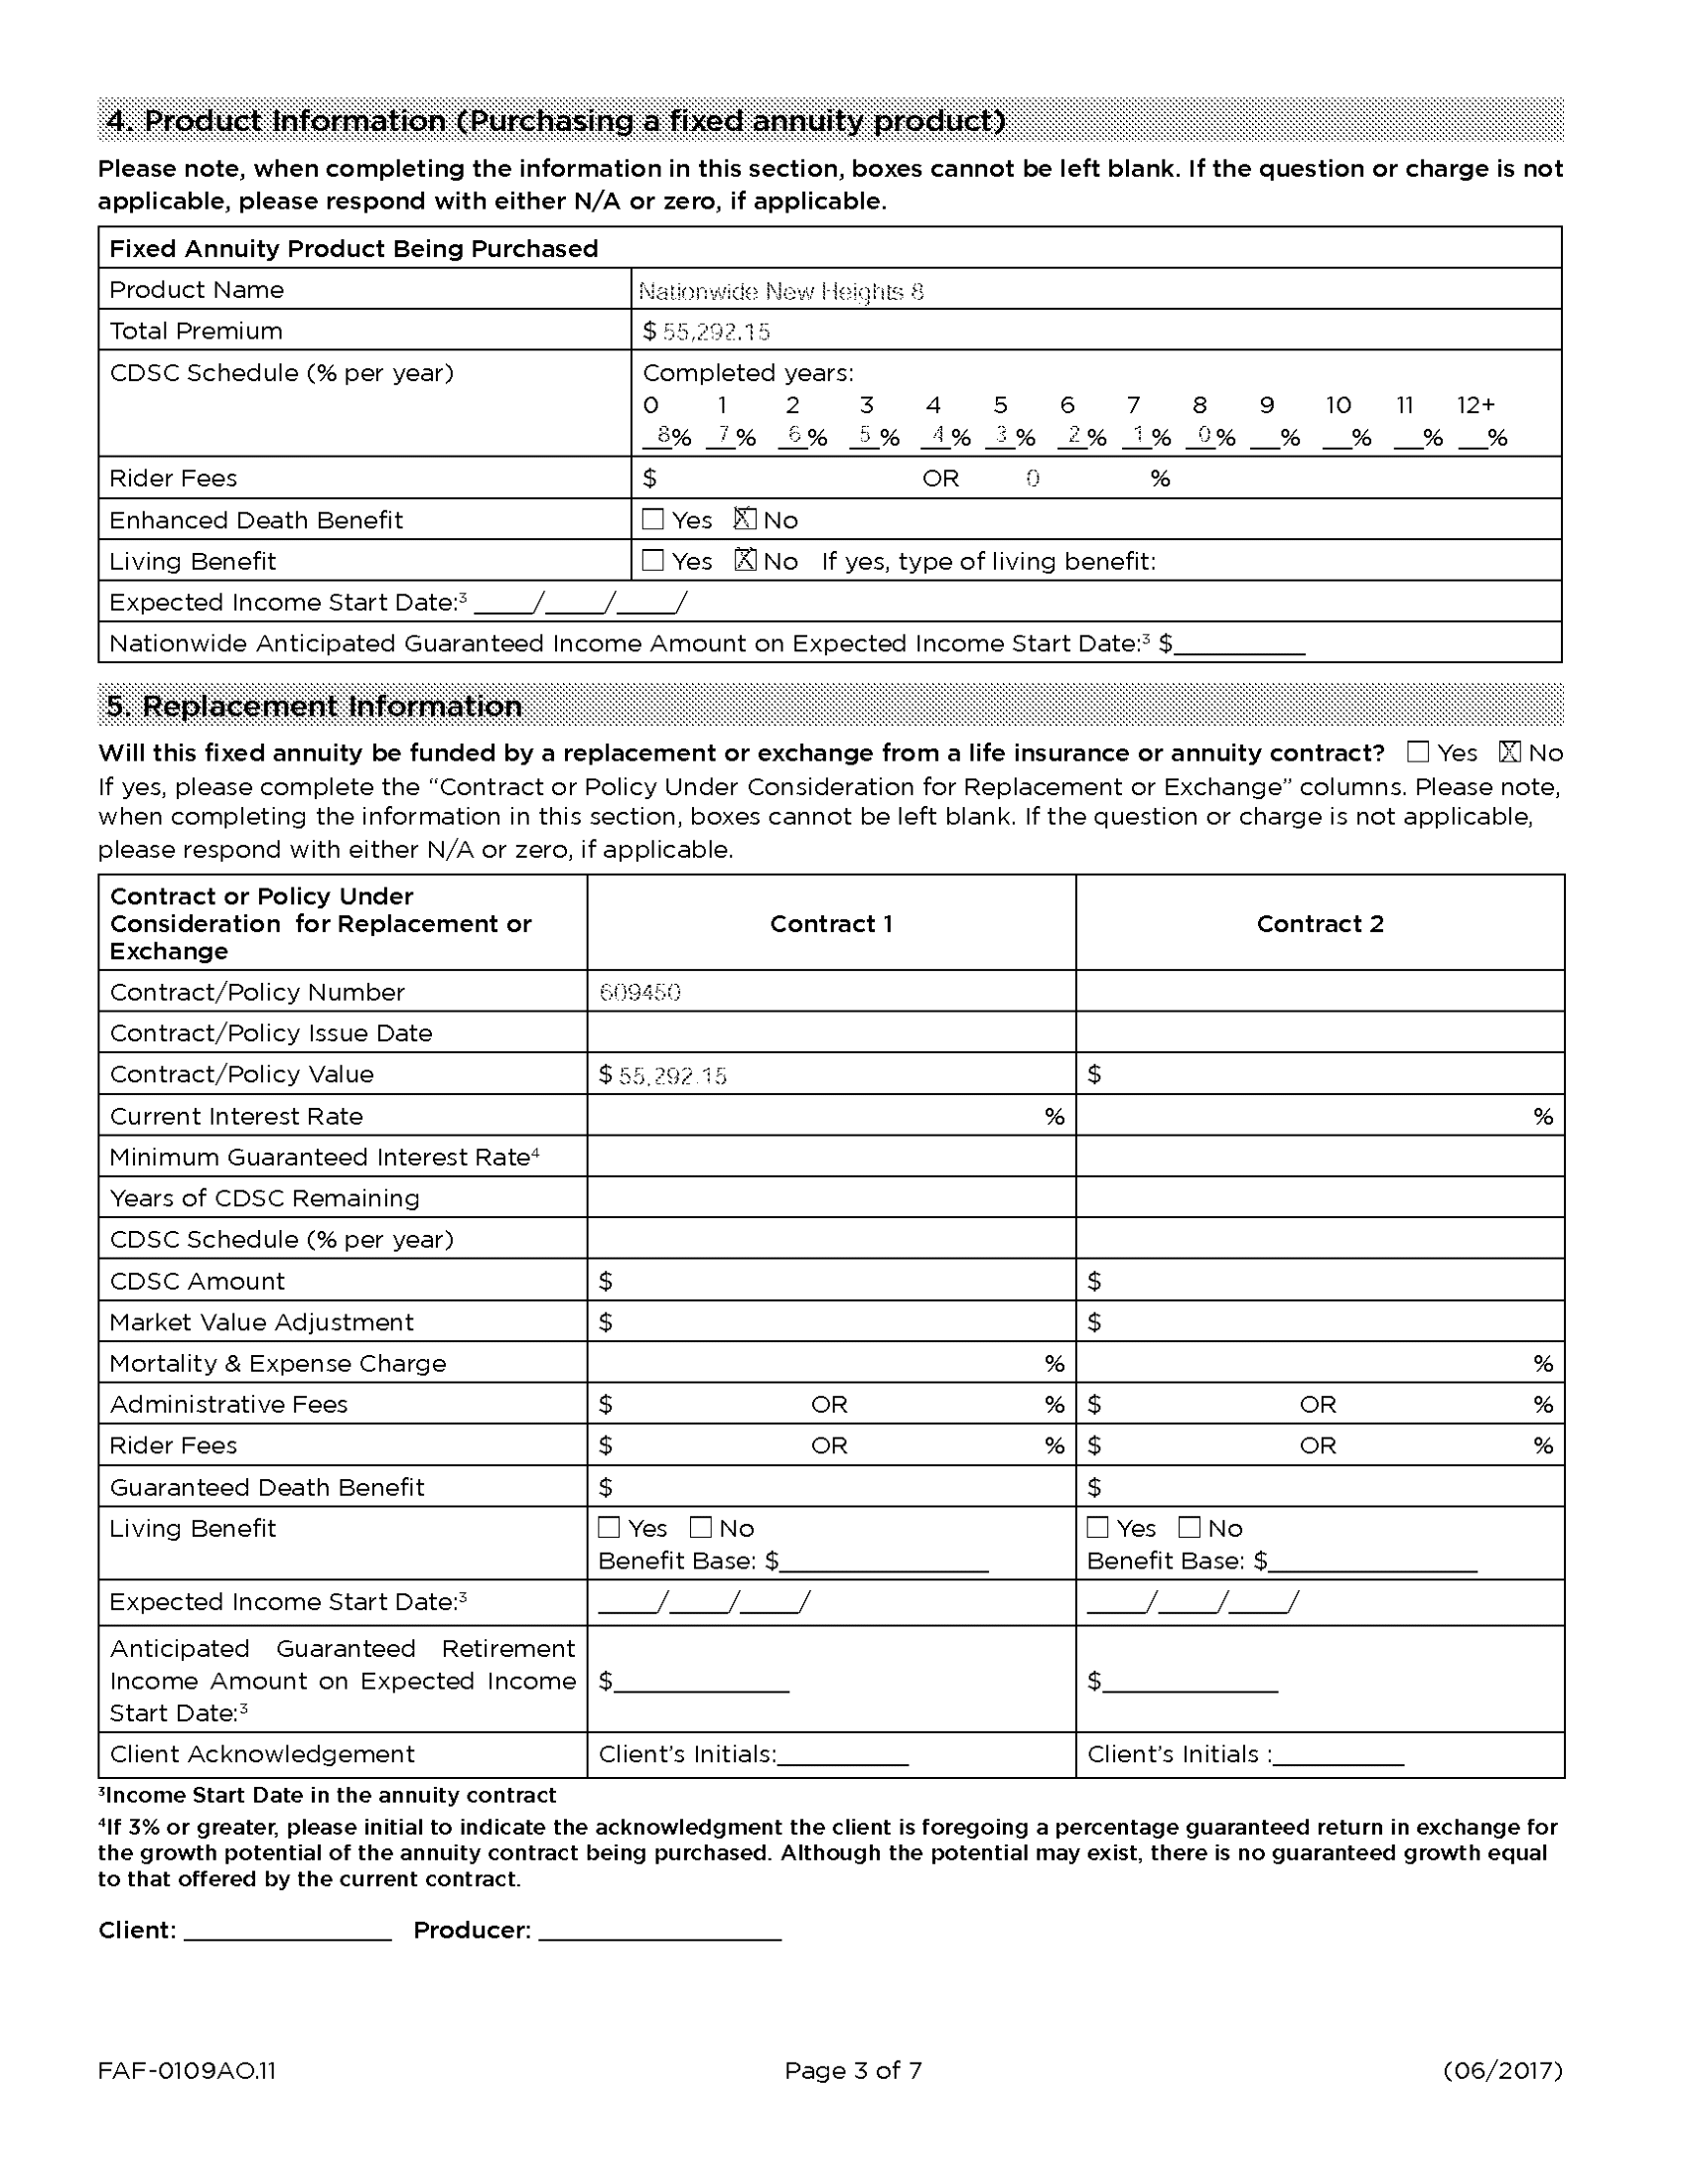 4. Product Information (Purchasing a fixed annuity product)
Please note, when completing the information in this section, boxes cannot be left blank. If the question or charge is not
applicable, please respond with either N/A or zero, if applicable.
Fixed Annuity Product Being Purchased
Product Name Nationwide New Heights 8
Total Premium $ 55,292.15
CDSC Schedule (% per year) Completed years:
0 1 2 3 4 5 6 7 8 9 10 11 12+
8% 7% 6% 5% 4% 3% 2% 1% 0% __% __% __% __%
Rider Fees $ OR 0 %
Enhanced Death Benefit ☐ Yes ☒ No
Living Benefit ☐ Yes ☒ No If yes, type of living benefit:
Expected Income Start Date:³ ____/____/____/
Nationwide Anticipated Guaranteed Income Amount on Expected Income Start Date:³ $_________
5. Replacement Information
Will this fixed annuity be funded by a replacement or exchange from a life insurance or annuity contract? ☐ Yes ☒ No
If yes, please complete the “Contract or Policy Under Consideration for Replacement or Exchange” columns. Please note,
when completing the information in this section, boxes cannot be left blank. If the question or charge is not applicable,
please respond with either N/A or zero, if applicable.
Contract or Policy Under
Consideration for Replacement or
Exchange
Contract 1 Contract 2
Contract/Policy Number 609450
Contract/Policy Issue Date
Contract/Policy Value $ 55,292.15 $
Current Interest Rate % %
Minimum Guaranteed Interest Rate⁴
Years of CDSC Remaining
CDSC Schedule (% per year)
CDSC Amount $ $
Market Value Adjustment $ $
Mortality & Expense Charge % %
Administrative Fees $ OR % $ OR %
Rider Fees $ OR % $ OR %
Guaranteed Death Benefit $ $
Living Benefit ☐ Yes ☐ No ☐ Yes ☐ No
Benefit Base: $______________ Benefit Base: $______________
Expected Income Start Date:³ ____/____/____/ ____/____/____/
Anticipated Guaranteed Retirement
Income Amount on Expected Income $____________ $____________
Start Date:³
Client Acknowledgement Client’s Initials:_________ Client’s Initials :_________
³Income Start Date in the annuity contract
⁴If 3% or greater, please initial to indicate the acknowledgment the client is foregoing a percentage guaranteed return in exchange for
the growth potential of the annuity contract being purchased. Although the potential may exist, there is no guaranteed growth equal
to that offered by the current contract.
Client: ______________ Producer: ________________
FAF-0109AO.11 Page 3 of 7 (06/2017)